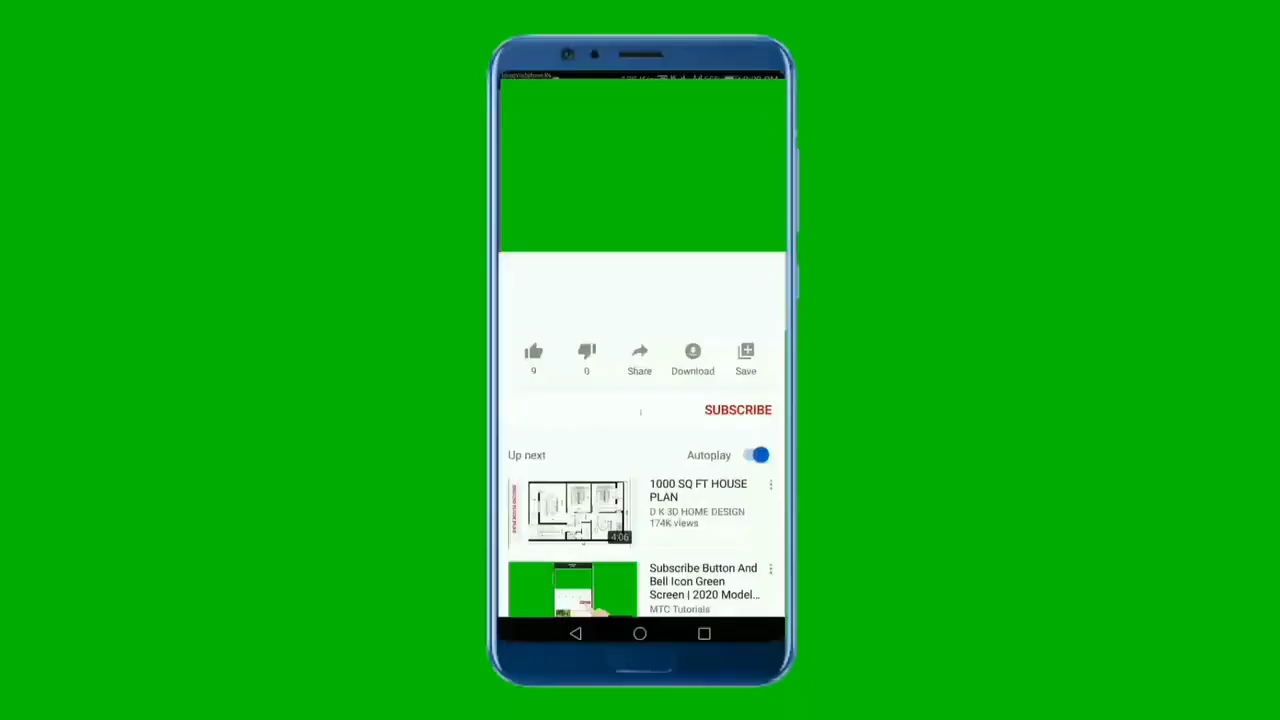 9
0
Share
Download
Save
SUBSCRIBE
Up next
Autoplay
1000 SQ FT HOUSE
PLAN
D K 3D HOME DESIGN
174K views
4:06
Subscribe Button And
Bell Icon Green
Screen | 2020 Model...
MTC Tutorials